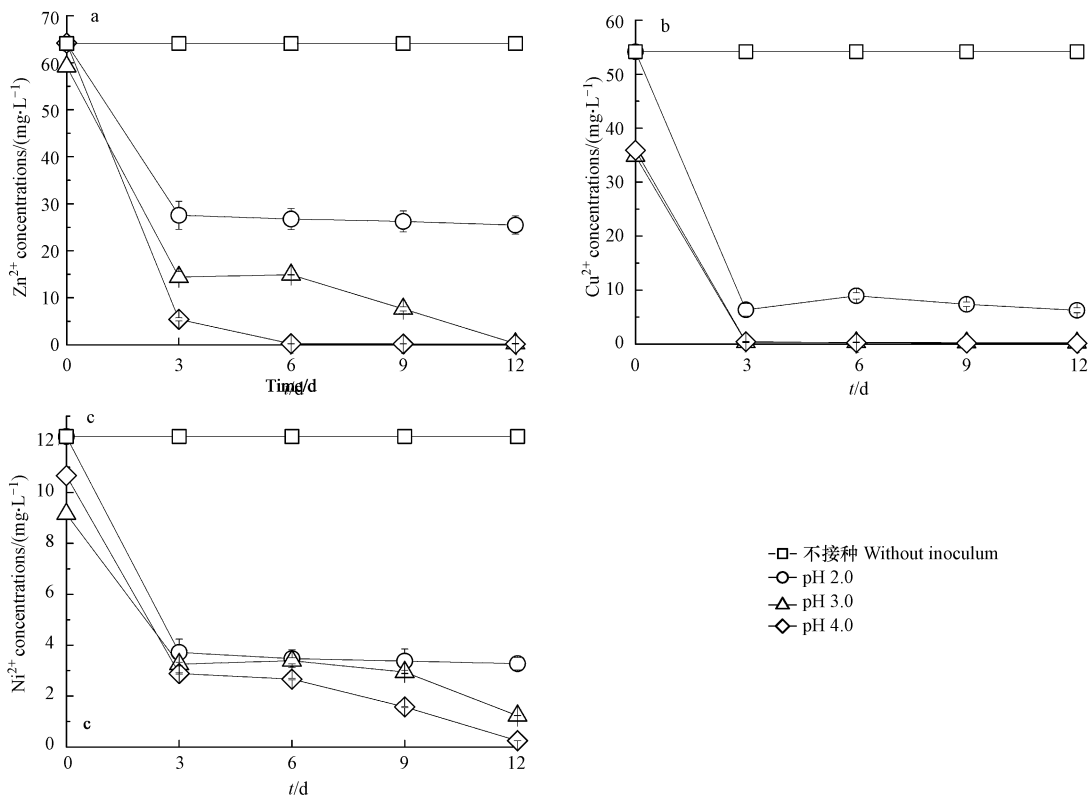 a
70
60
50
40
30
20
10
0
Zn²⁺ concentrations/(mg·L⁻¹)
0 3 6 9 12
Time/d
b
60
50
40
30
20
10
0
Cu²⁺ concentrations/(mg·L⁻¹)
0 3 6 9 12
t/d
c
12
10
8
6
4
2
0
Ni²⁺ concentrations/(mg·L⁻¹)
c
0 3 6 9 12
t/d
不接种 Without inoculum
pH 2.0
pH 3.0
pH 4.0